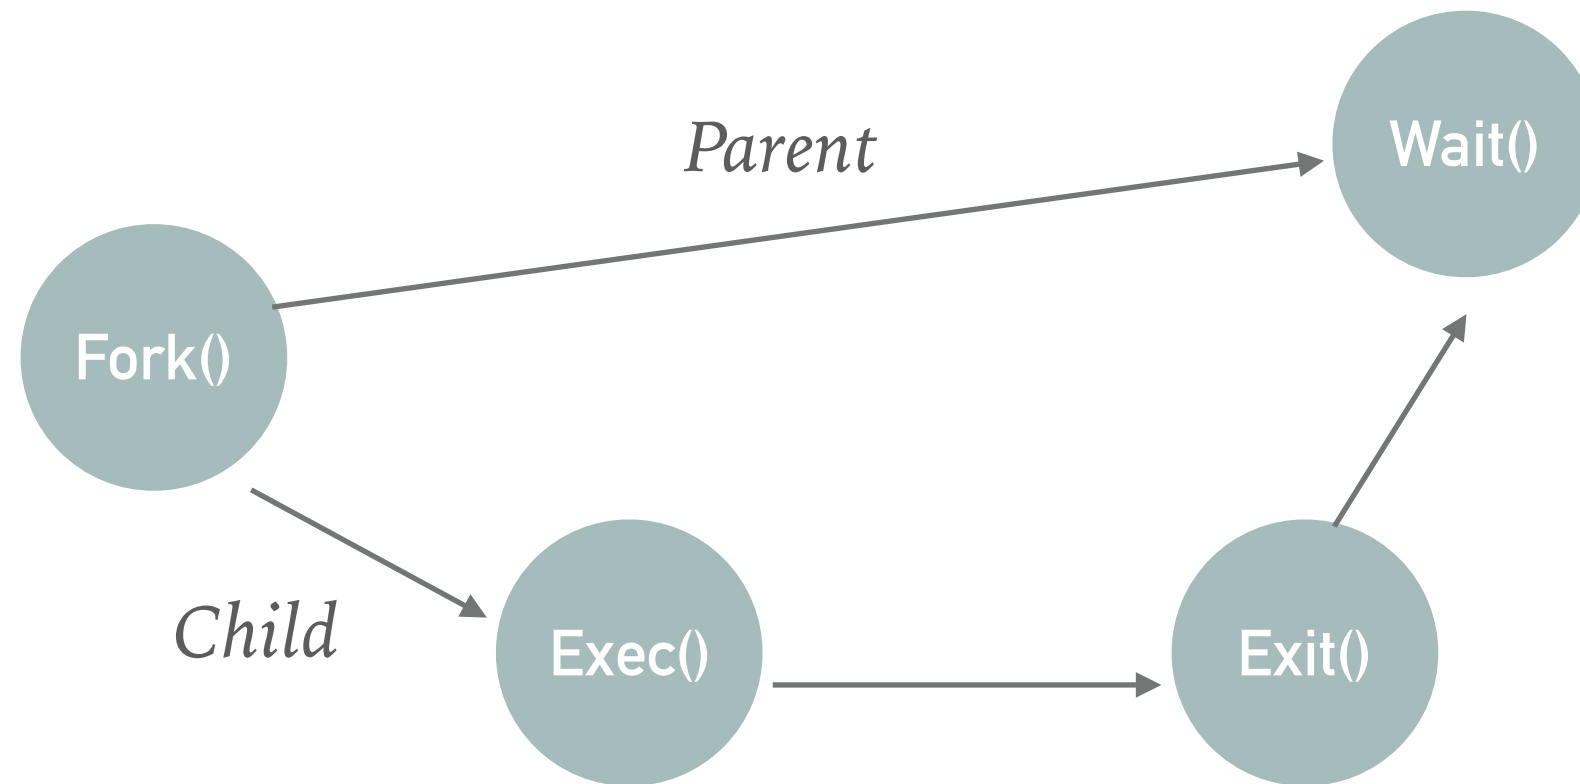 Parent
Wait()
Fork()
Child
Exec()
Exit()